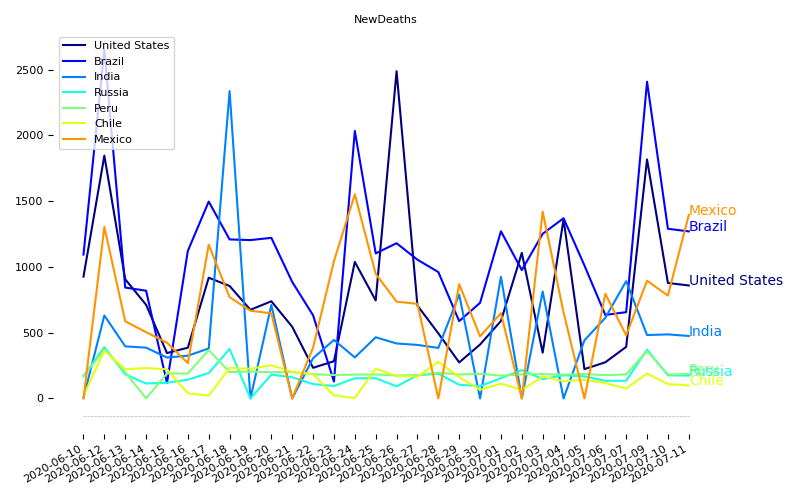 NewDeaths
United States
Brazil
India
Russia
Peru
Chile
Mexico
2500
2000
1500
1000
500
0
Mexico
Brazil
United States
India
Peru
Russia
Chile
2020-06-10
2020-06-12
2020-06-13
2020-06-14
2020-06-15
2020-06-16
2020-06-17
2020-06-18
2020-06-19
2020-06-20
2020-06-21
2020-06-22
2020-06-23
2020-06-24
2020-06-25
2020-06-26
2020-06-27
2020-06-28
2020-06-29
2020-06-30
2020-07-01
2020-07-02
2020-07-03
2020-07-04
2020-07-05
2020-07-06
2020-07-07
2020-07-09
2020-07-10
2020-07-11